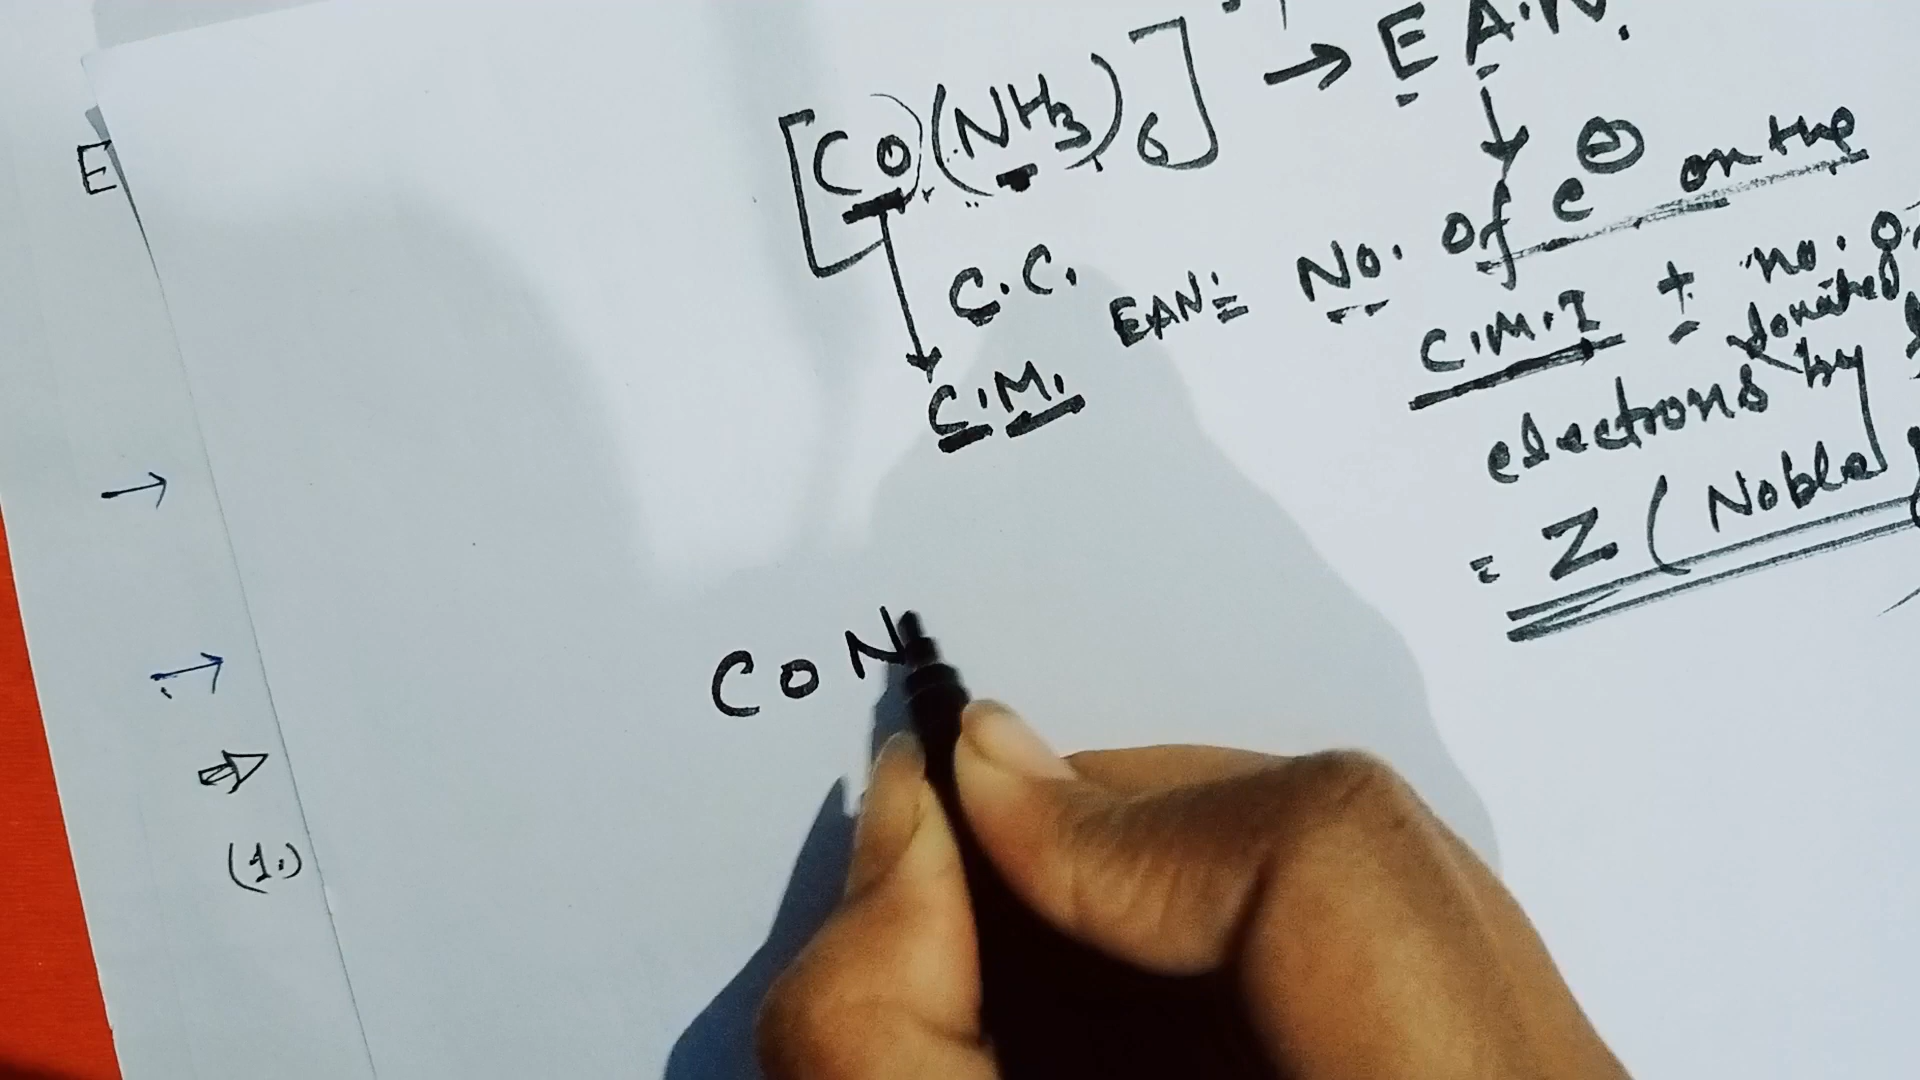 [Co(NH3)6] → E.A.N.
E
C.C.
EAN = No. of e⊖ on the
C.M.I + no. of
donated
electrons by
C.M.
= Z (Noble
→
CON
→
(1.)